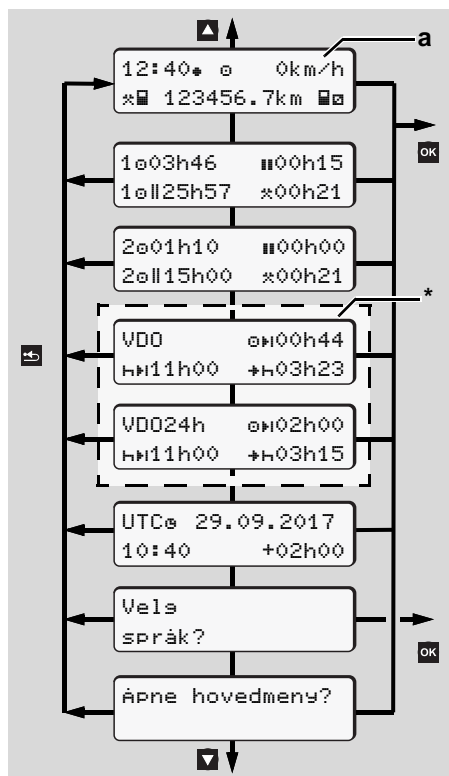 a
12:40 0km/h
123456.7km
OK
1 03h46 00h15
1 25h57 00h21
2 01h10 00h00
2 15h00 00h21
*
VDO 00h44
11h00 03h23
VDO24h 02h00
11h00 03h15
UTC 29.09.2017
10:40 +02h00
Velg
språk?
OK
Åpne hovedmeny?